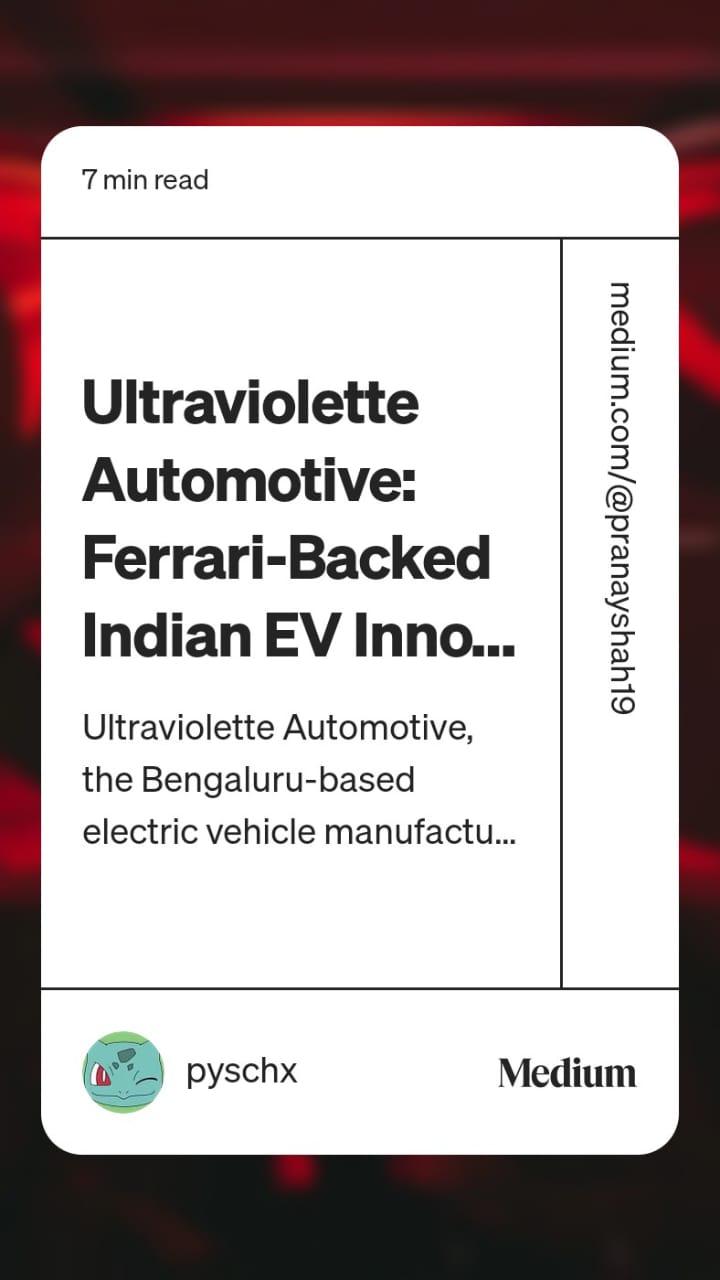 7 min read
Ultraviolette
Automotive:
Ferrari-Backed
Indian EV Inno...
Ultraviolette Automotive,
the Bengaluru-based
electric vehicle manufactu...
medium.com/@pranayshah19
pyschx
Medium